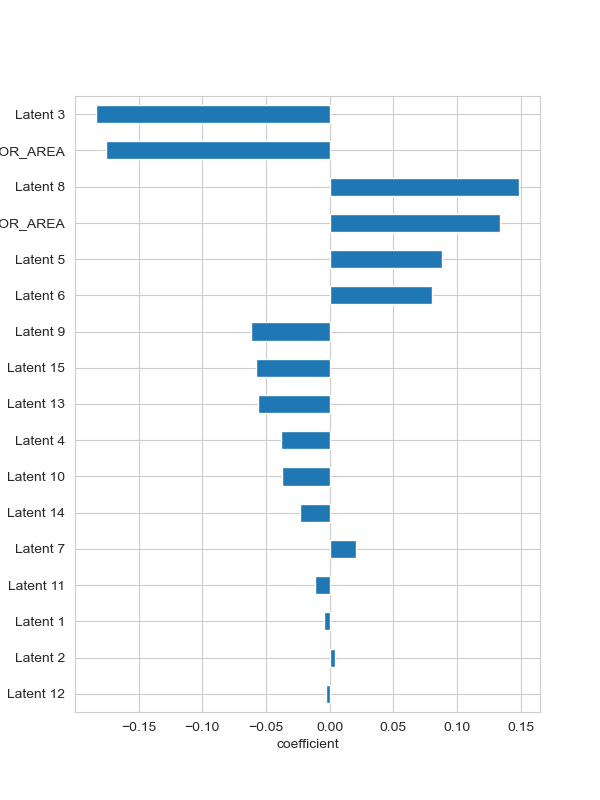 Latent 3
OR_AREA
Latent 8
OR_AREA
Latent 5
Latent 6
Latent 9
Latent 15
Latent 13
Latent 4
Latent 10
Latent 14
Latent 7
Latent 11
Latent 1
Latent 2
Latent 12
−0.15 −0.10 −0.05 0.00 0.05 0.10 0.15
coefficient